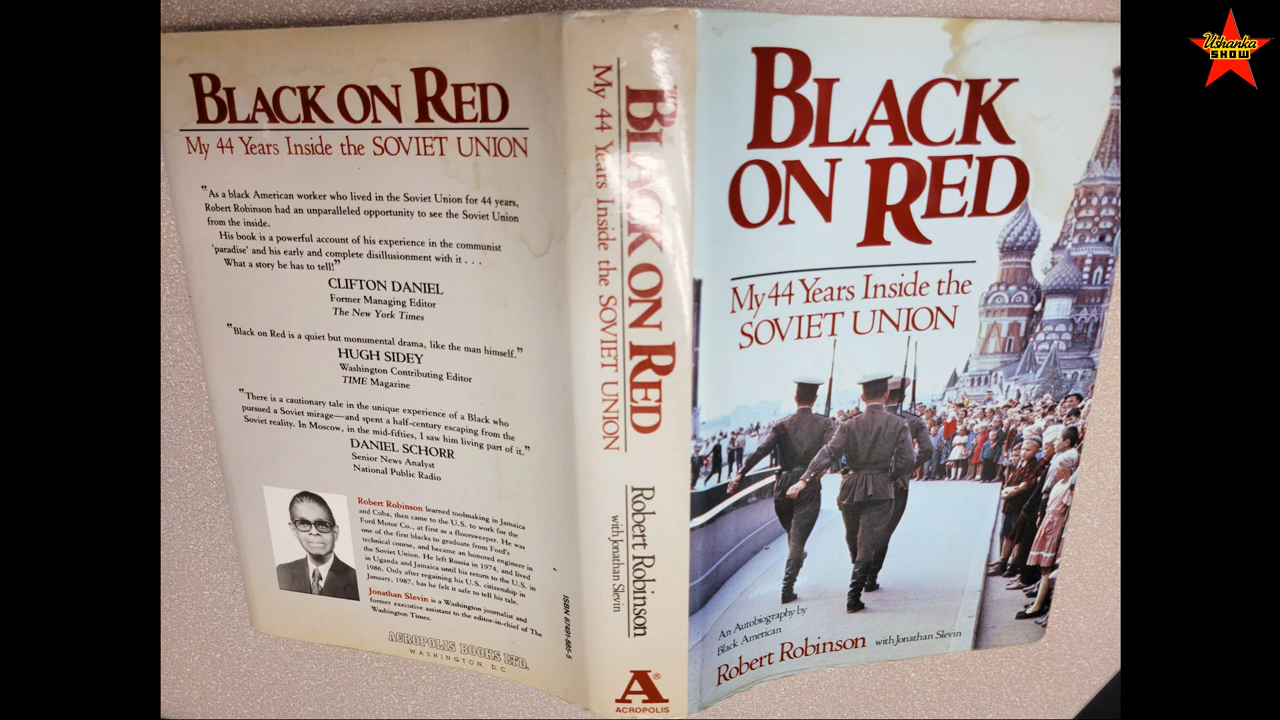 BLACK ON RED
My 44 Years Inside the SOVIET UNION
"As a black American worker who lived in the Soviet Union for 44 years,
Robert Robinson had an unparalleled opportunity to see the Soviet Union
from the inside.
His book is a powerful account of his experience in the communist
'paradise' and his early and complete disillusionment with it . . .
What a story he has to tell!"
CLIFTON DANIEL
Former Managing Editor
The New York Times
"Black on Red is a quiet but monumental drama, like the man himself."
HUGH SIDEY
Washington Contributing Editor
TIME Magazine
"There is a cautionary tale in the unique experience of a Black who
pursued a Soviet mirage—and spent a half-century escaping from the
Soviet reality. In Moscow, in the mid-fifties, I saw him living part of it."
DANIEL SCHORR
Senior News Analyst
National Public Radio
Robert Robinson learned toolmaking in Jamaica
and Cuba, then came to the U.S. to work for the
Ford Motor Co., at first as a floorsweeper. He was
one of the first blacks to graduate from Ford's
technical course, and became an honored engineer in
the Soviet Union. He left Russia in 1974, and lived
in Uganda and Jamaica until his return to the U.S. in
1986. Only after regaining his U.S. citizenship in
January, 1987, has he felt it safe to tell his tale.
Jonathan Slevin is a Washington journalist and
former executive assistant to the editor-in-chief of The
Washington Times.
ACROPOLIS BOOKS LTD.
WASHINGTON, D.C.
ISBN 87491-885-5
BLACK ON RED
My 44 Years Inside the SOVIET UNION
Robert Robinson
with Jonathan Slevin
A®
ACROPOLIS
BLACK
ON RED
My 44 Years Inside the
SOVIET UNION
An Autobiography by
Black American
Robert Robinson with Jonathan Slevin
Ushanka
SHOW